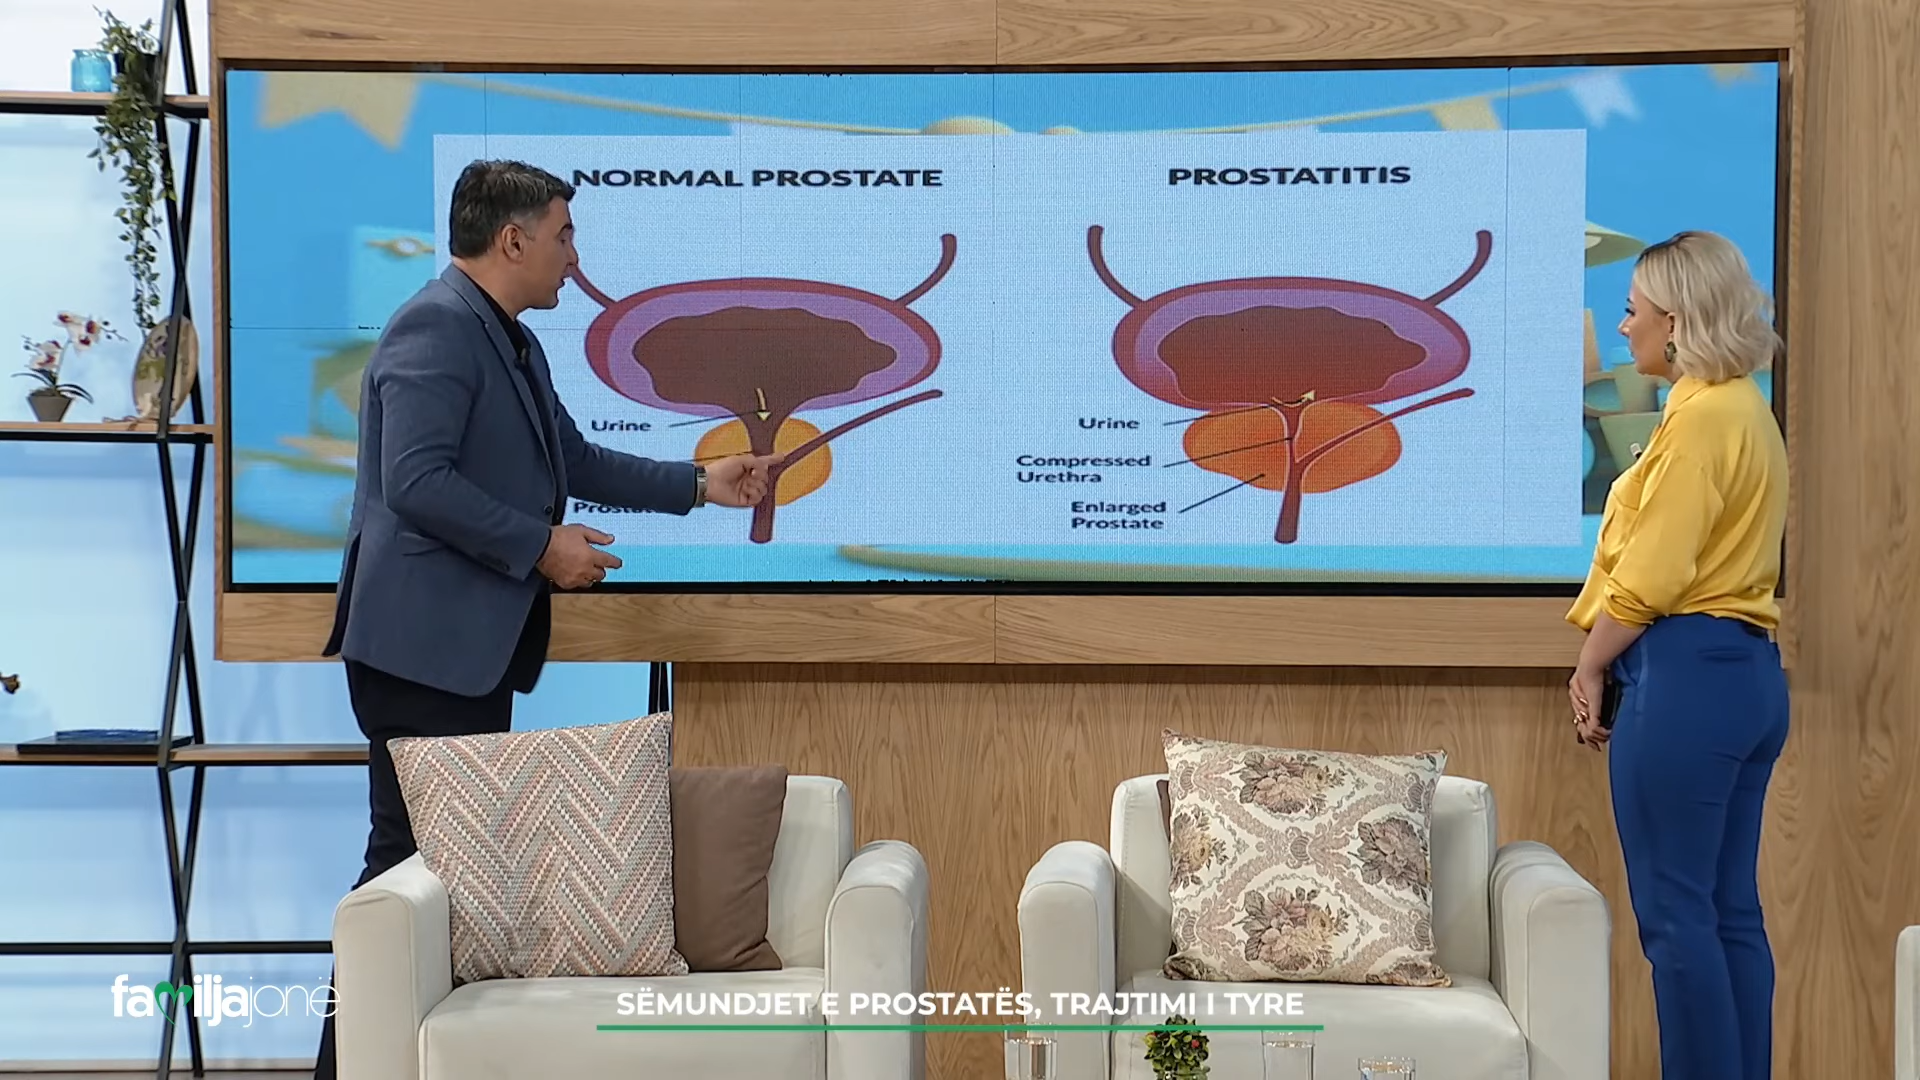 NORMAL PROSTATE
Urine
PROSTATITIS
Urine
Compressed
Urethra
Enlarged
Prostate
familjajonë
SËMUNDJET E PROSTATËS, TRAJTIMI I TYRE